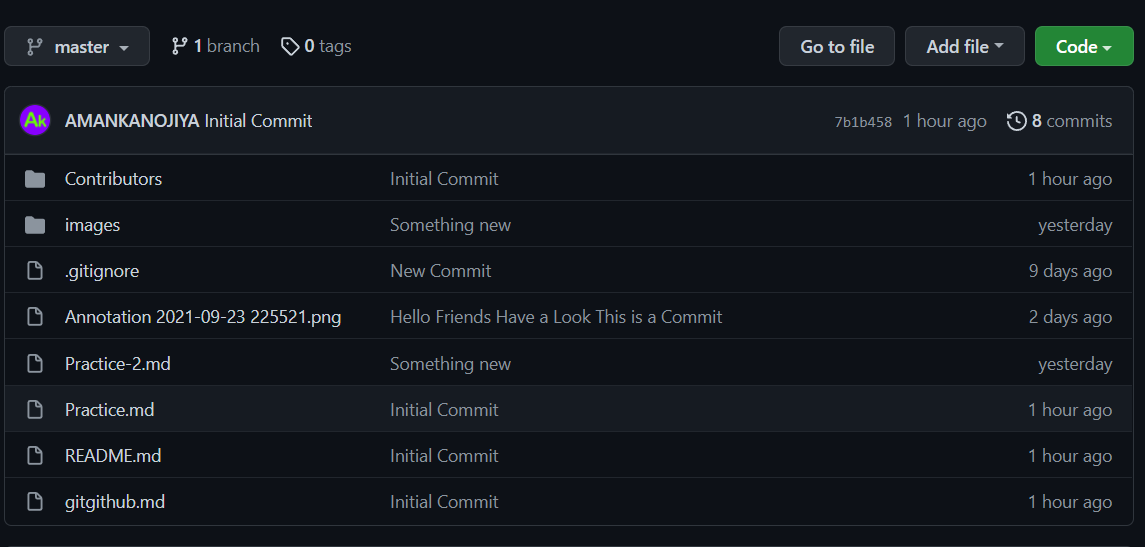 master 1 branch 0 tags Go to file Add file Code
Ak AMANKANOJIYA Initial Commit 7b1b458 1 hour ago 8 commits
Contributors Initial Commit 1 hour ago
images Something new yesterday
.gitignore New Commit 9 days ago
Annotation 2021-09-23 225521.png Hello Friends Have a Look This is a Commit 2 days ago
Practice-2.md Something new yesterday
Practice.md Initial Commit 1 hour ago
README.md Initial Commit 1 hour ago
gitgithub.md Initial Commit 1 hour ago